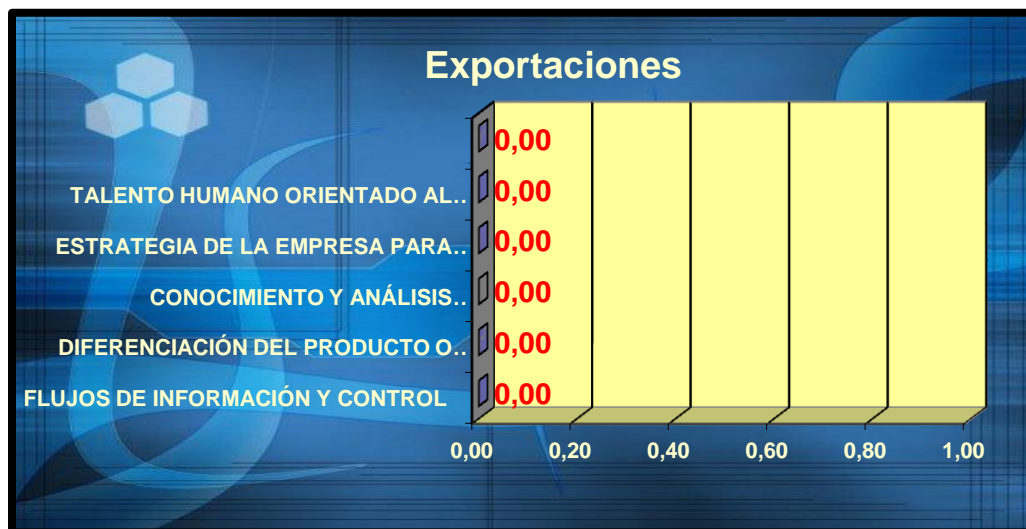 Exportaciones
0,00
TALENTO HUMANO ORIENTADO AL.. 0,00
ESTRATEGIA DE LA EMPRESA PARA.. 0,00
CONOCIMIENTO Y ANÁLISIS.. 0,00
DIFERENCIACIÓN DEL PRODUCTO O.. 0,00
FLUJOS DE INFORMACIÓN Y CONTROL 0,00
0,00 0,20 0,40 0,60 0,80 1,00